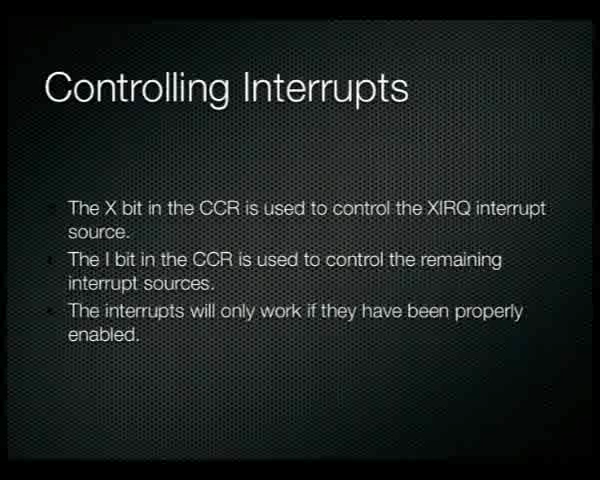 Controlling Interrupts
The X bit in the CCR is used to control the XIRQ interrupt
source.
The I bit in the CCR is used to control the remaining
interrupt sources.
The interrupts will only work if they have been properly
enabled.